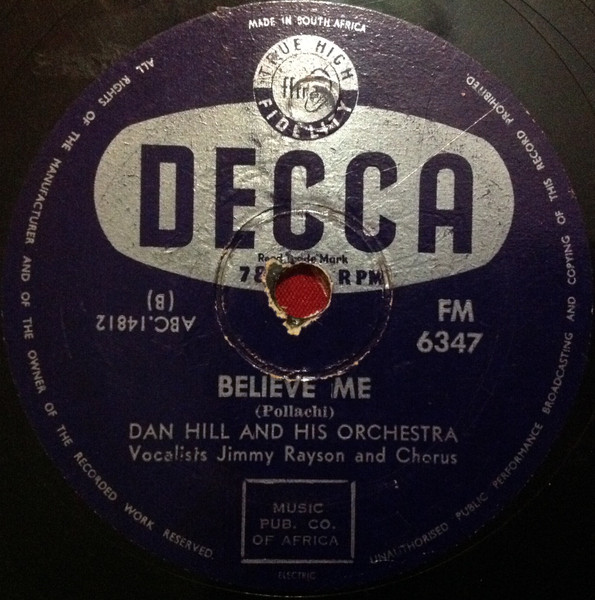 MADE IN SOUTH AFRICA
TRUE HIGH
ffrr
FIDELITY
DECCA
Regd Trade Mark
78 RPM
ABC.14812
(B)
FM
6347
BELIEVE ME
(Pollachi)
DAN HILL AND HIS ORCHESTRA
Vocalists Jimmy Rayson and Chorus
MUSIC
PUB. CO.
OF AFRICA
ELECTRIC
ALL RIGHTS OF THE MANUFACTURER AND OF THE OWNER OF THE RECORDED WORK RESERVED.
UNAUTHORISED PUBLIC PERFORMANCE BROADCASTING AND COPYING OF THIS RECORD PROHIBITED